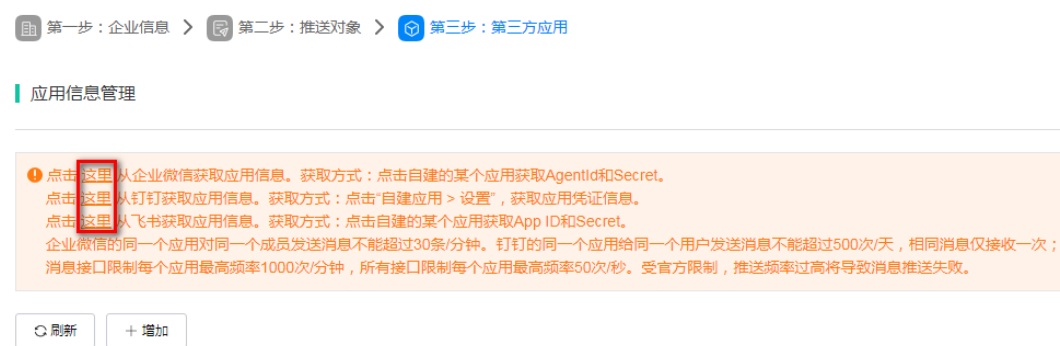 第一步：企业信息 > 第二步：推送对象 > 第三步：第三方应用
应用信息管理
点击 这里 从企业微信获取应用信息。获取方式：点击自建的某个应用获取AgentId和Secret。
点击 这里 从钉钉获取应用信息。获取方式：点击“自建应用 > 设置”，获取应用凭证信息。
点击 这里 从飞书获取应用信息。获取方式：点击自建的某个应用获取App ID和Secret。
企业微信的同一个应用对同一个成员发送消息不能超过30条/分钟。钉钉的同一个应用给同一个用户发送消息不能超过500次/天，相同消息仅接收一次；
消息接口限制每个应用最高频率1000次/分钟，所有接口限制每个应用最高频率50次/秒。受官方限制，推送频率过高将导致消息推送失败。
刷新 + 增加